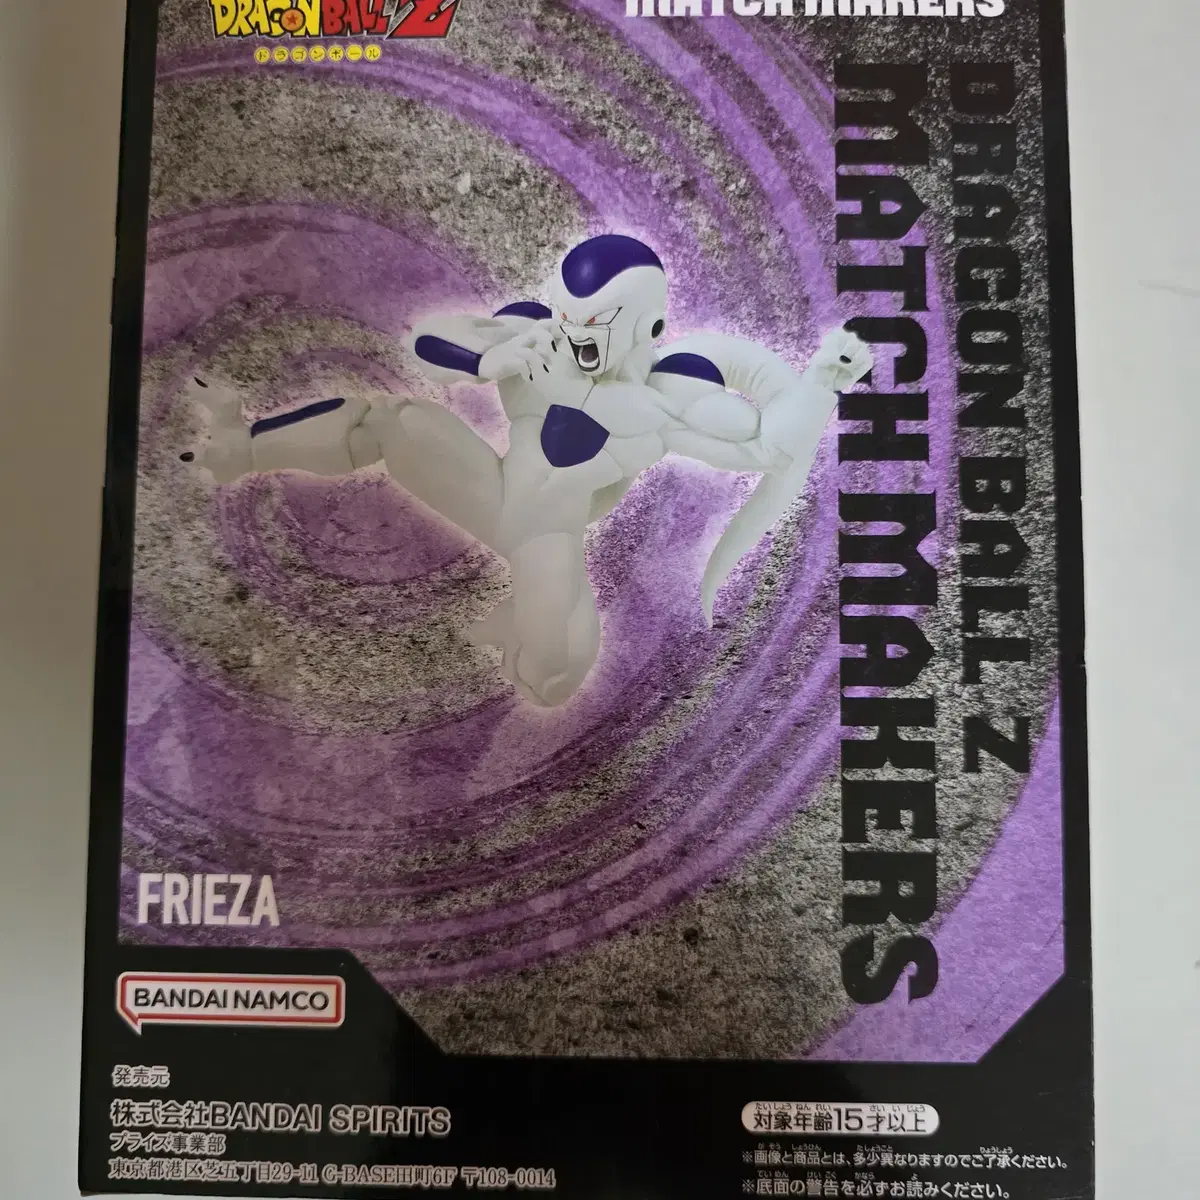 DRAGONBALL Z
ドラゴンボール
MATCH MAKERS
DRAGON BALL Z
MATCH MAKERS
FRIEZA
BANDAI NAMCO
発売元
株式会社BANDAI SPIRITS
プライズ事業部
東京都港区芝五丁目29-11 G-BASE田町6F 〒108-0014
対象年齢15才以上
※画像と商品とは、多少異なりますのでご了承ください。
※底面の警告を必ずお読みください。